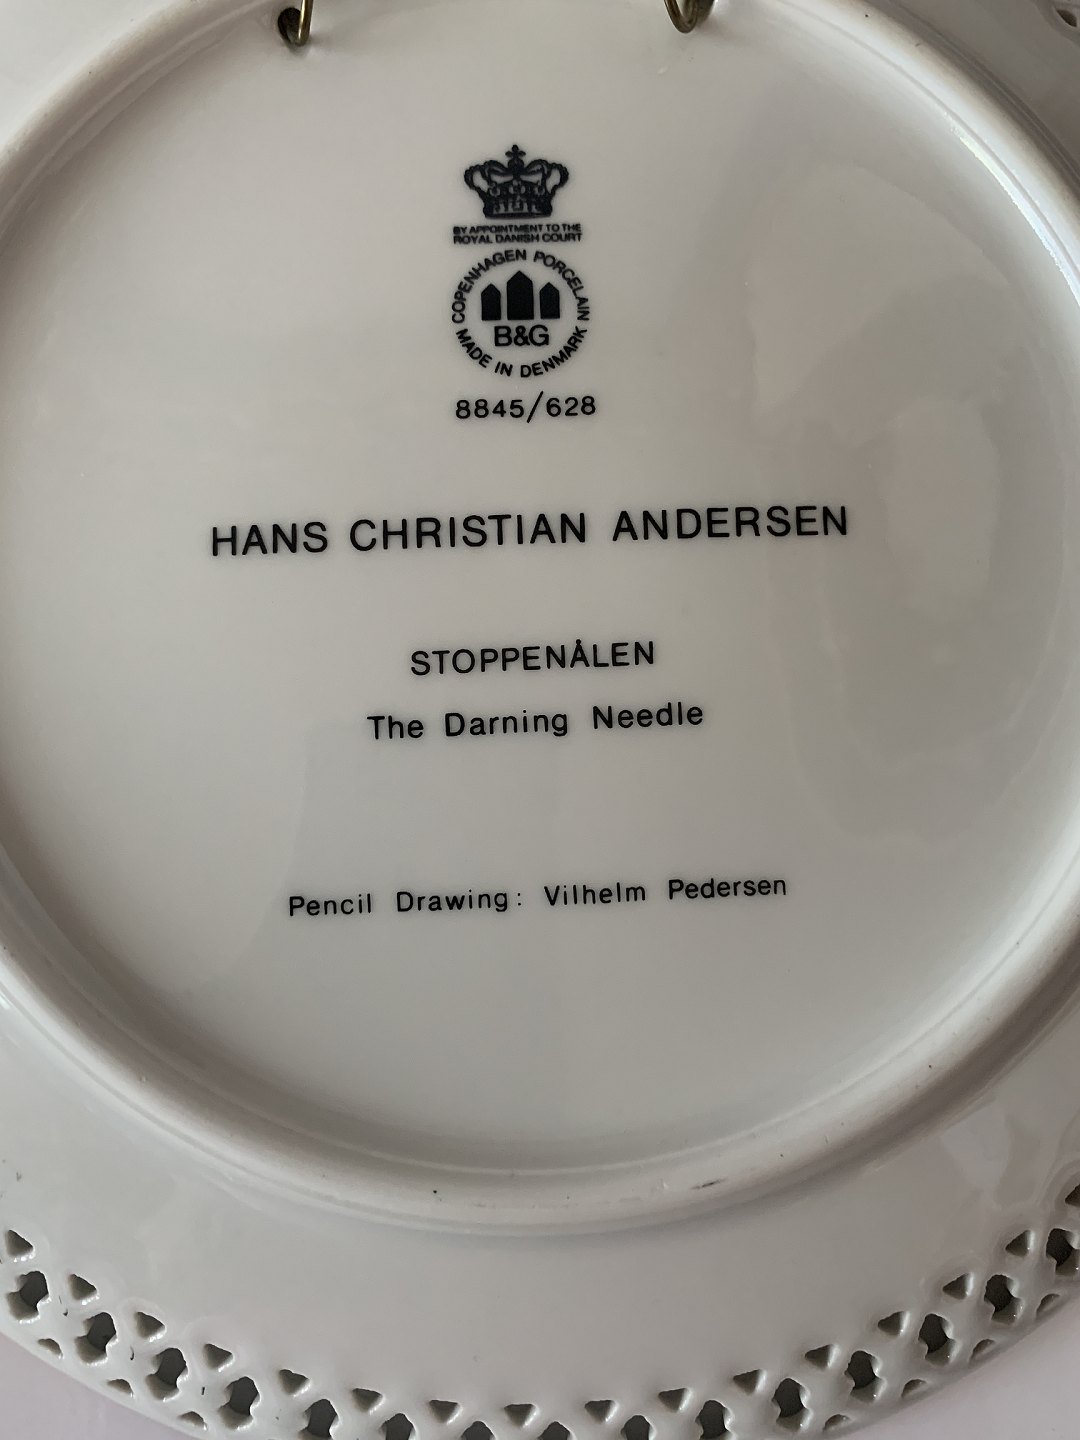 BY APPOINTMENT TO THE
ROYAL DANISH COURT
COPENHAGEN PORCELAIN
B&G
MADE IN DENMARK
8845/628
HANS CHRISTIAN ANDERSEN
STOPPENÅLEN
The Darning Needle
Pencil Drawing: Vilhelm Pedersen